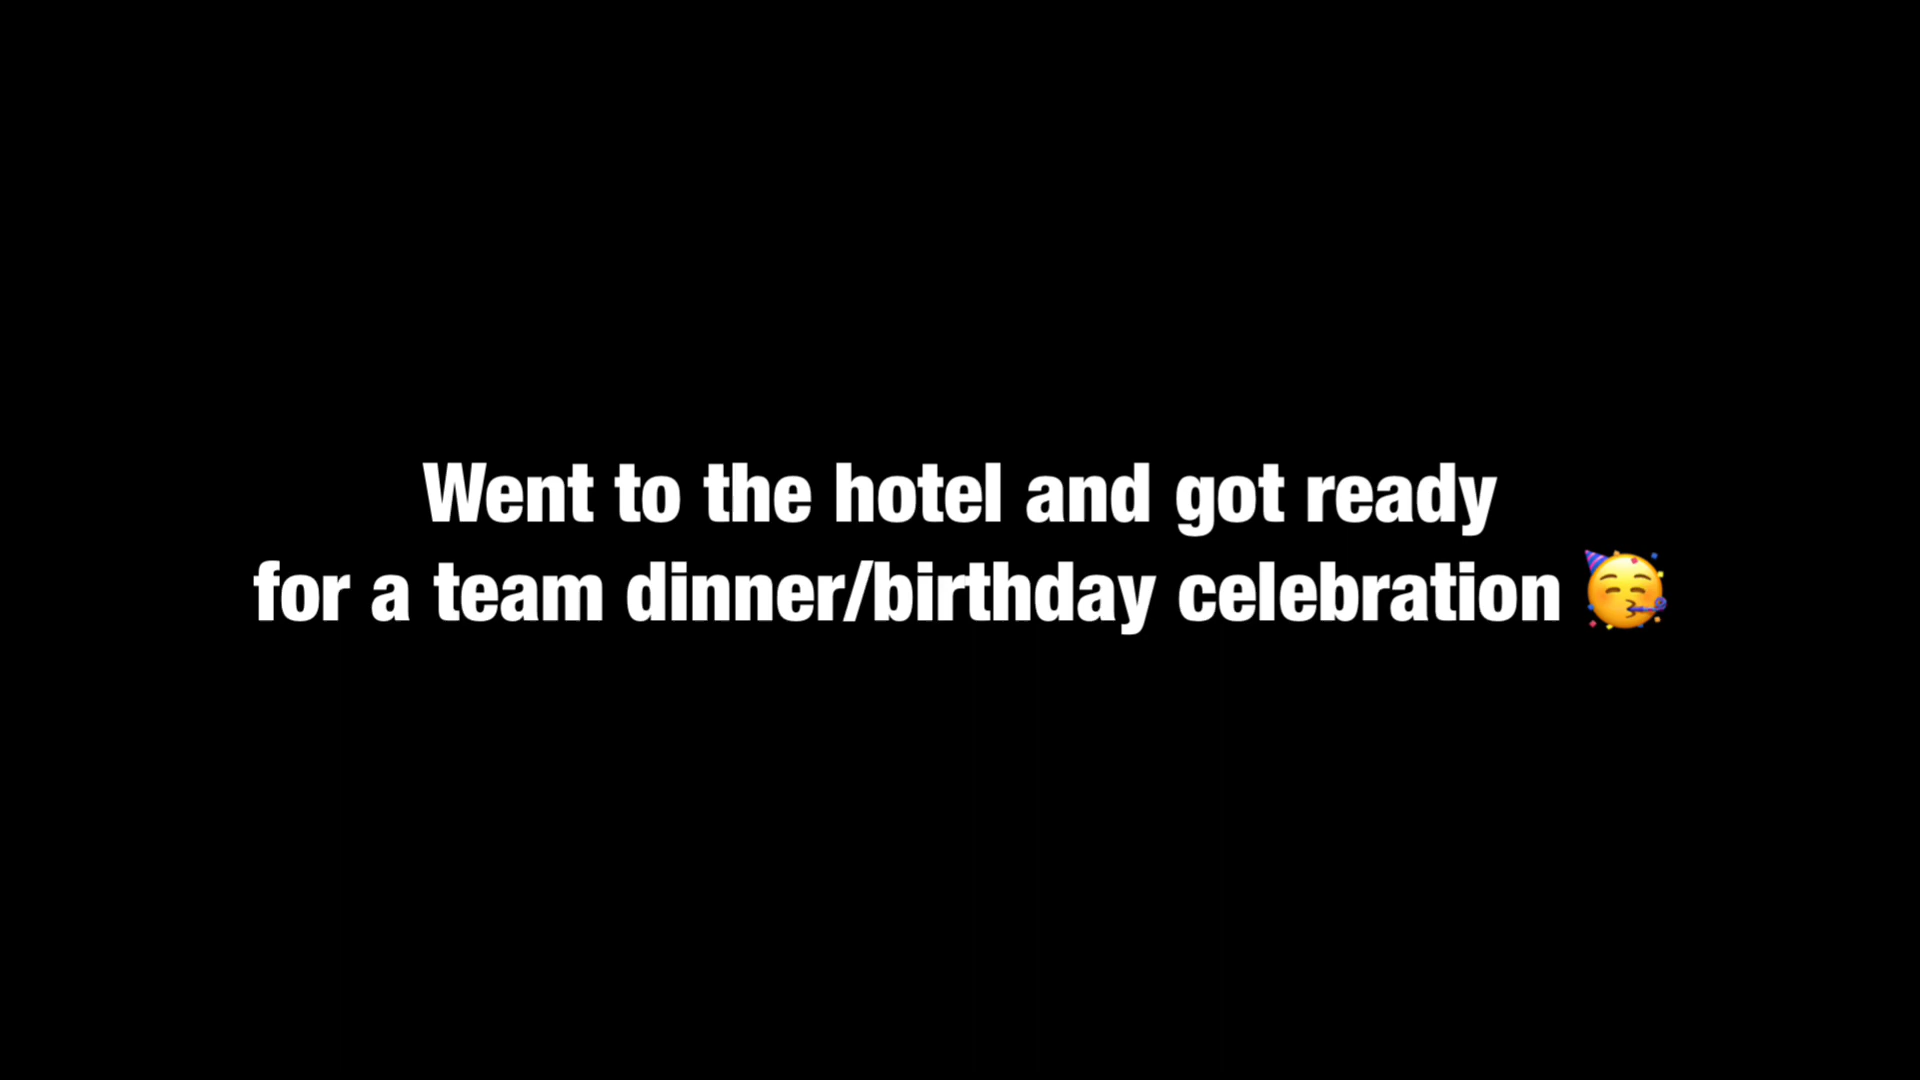 Went to the hotel and got ready
for a team dinner/birthday celebration 🥳